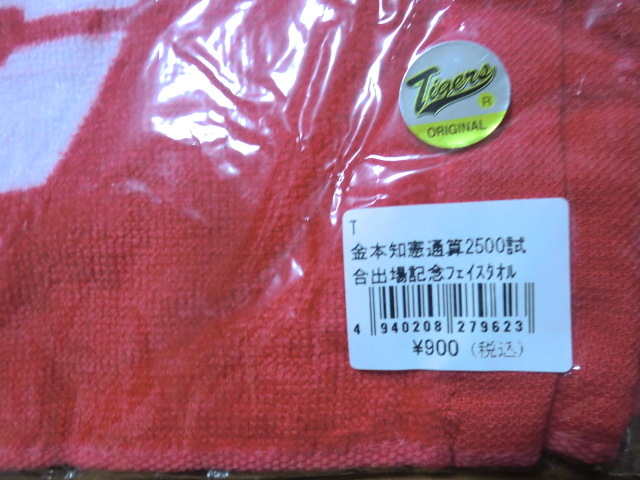 Tigers
R
ORIGINAL
T
金本知憲通算2500試
合出場記念フェイスタオル
4 940208 279623
¥900 (税込)